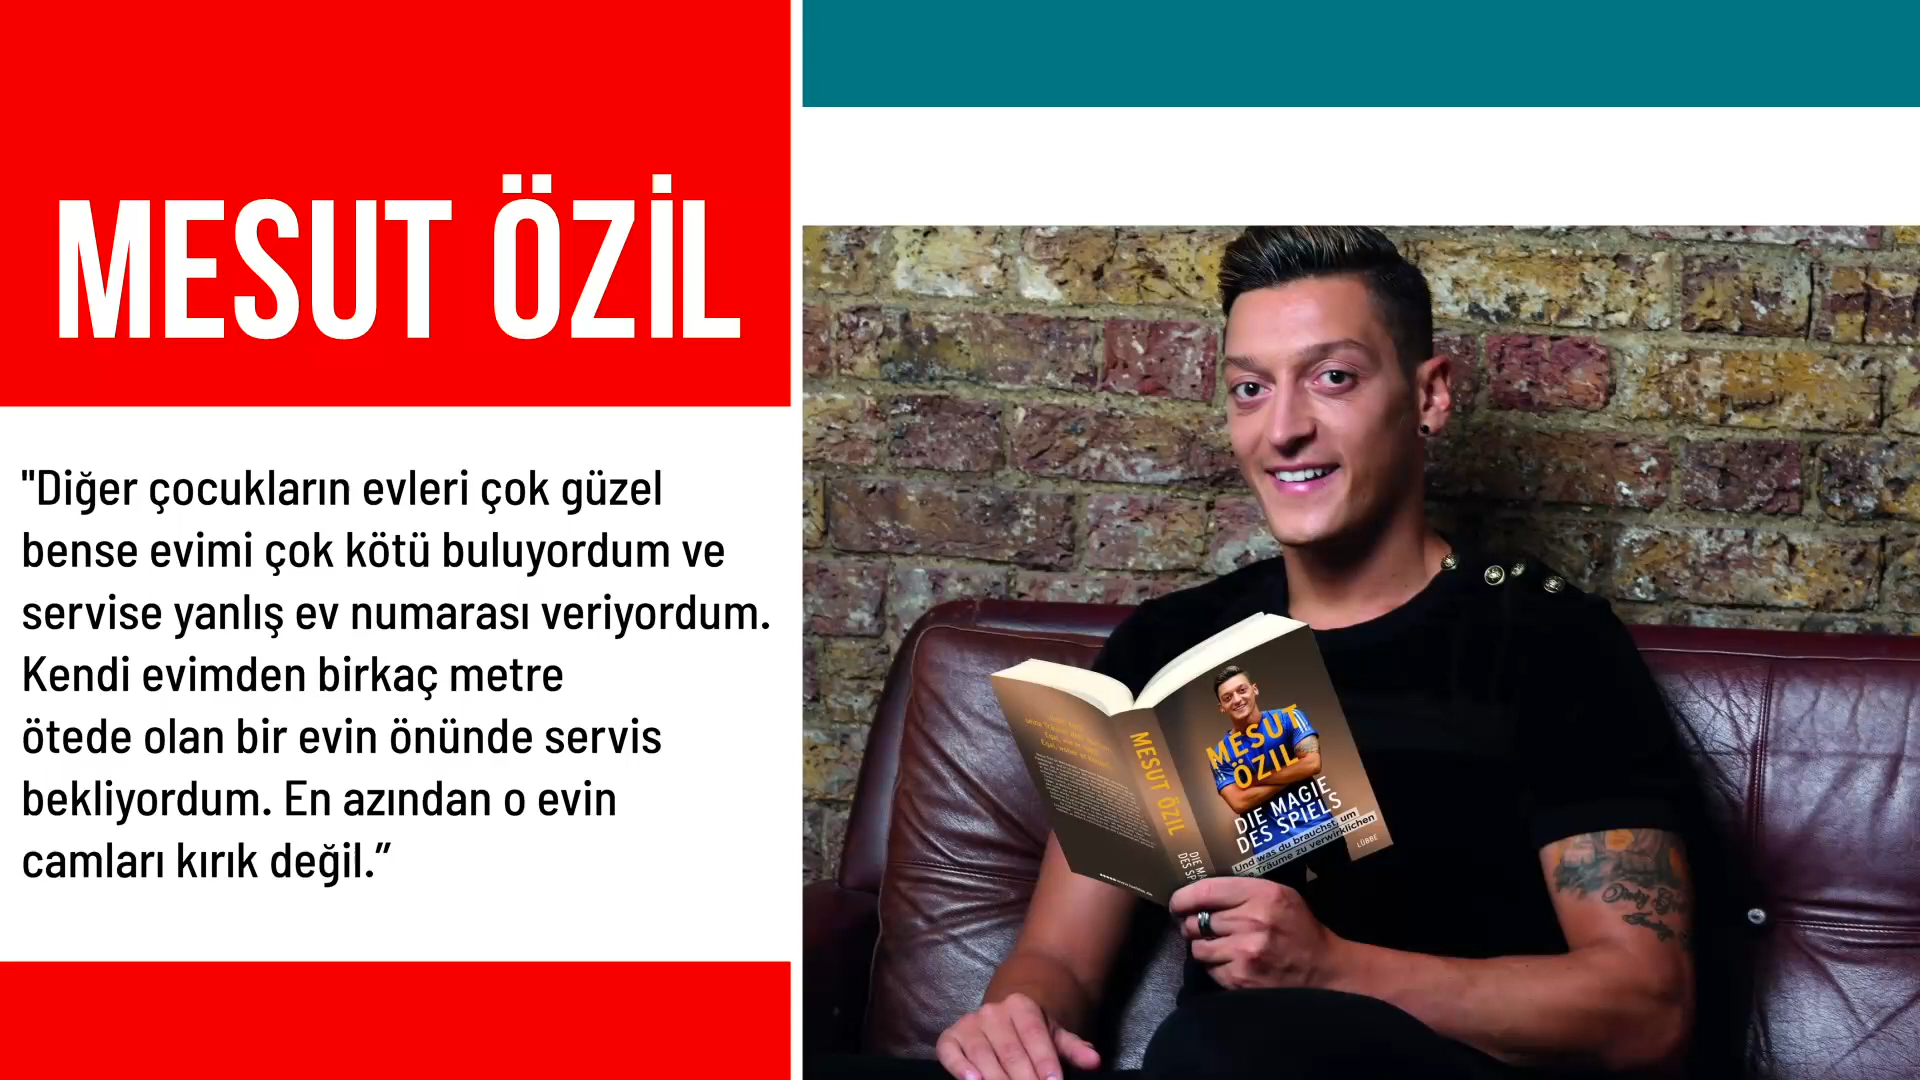 MESUT ÖZİL
"Diğer çocukların evleri çok güzel
bense evimi çok kötü buluyordum ve
servise yanlış ev numarası veriyordum.
Kendi evimden birkaç metre
ötede olan bir evin önünde servis
bekliyordum. En azından o evin
camları kırık değil.”
MESUT ÖZIL
MESUT
ÖZIL
DIE MAGIE
DES SPIELS
Und was du brauchst, um
Träume zu verwirklichen
LÜBBE